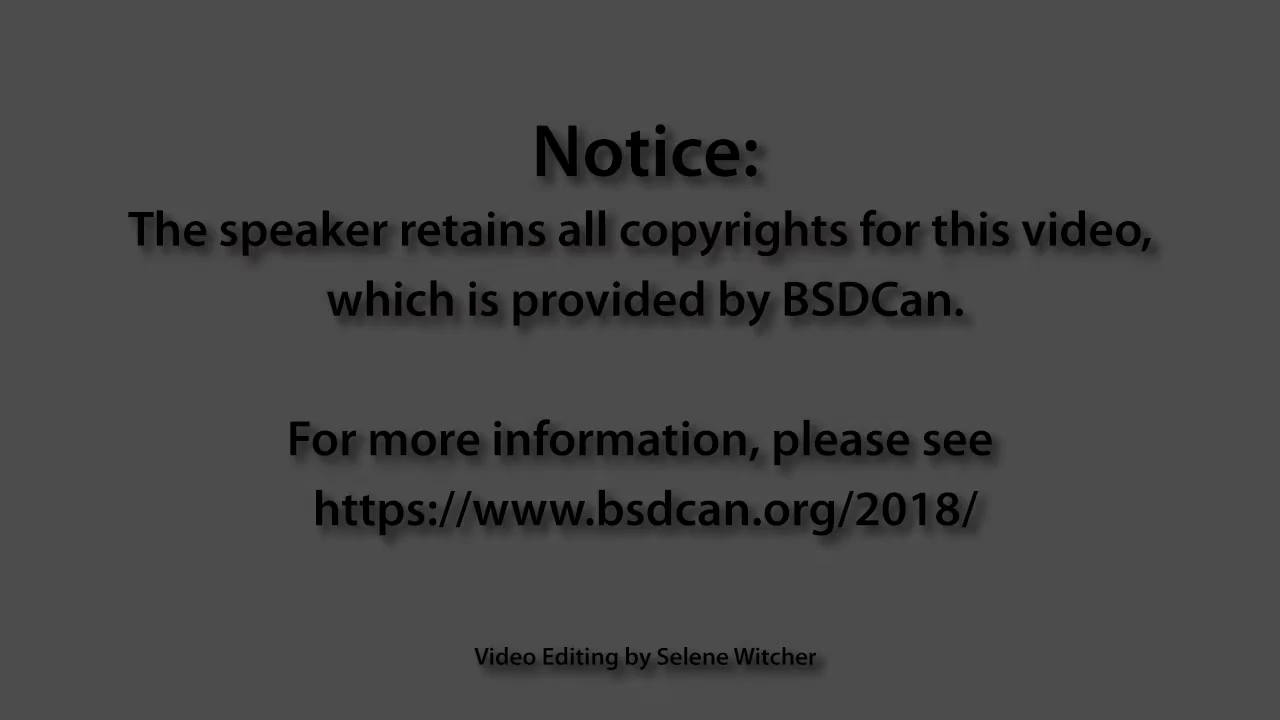 Notice:
The speaker retains all copyrights for this video,
which is provided by BSDCan.
For more information, please see
https://www.bsdcan.org/2018/
Video Editing by Selene Witcher